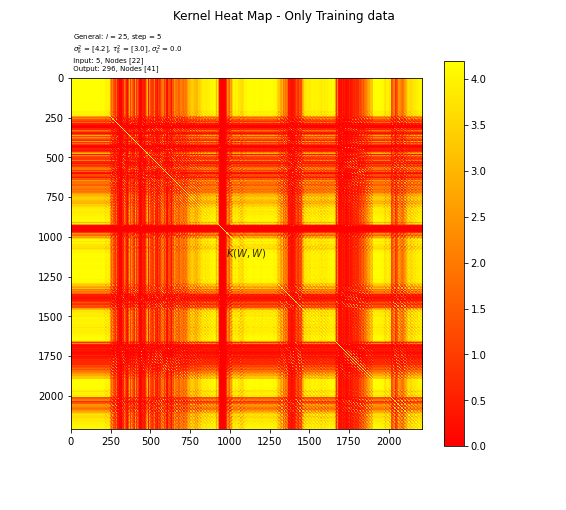 Kernel Heat Map - Only Training data
General: l = 25, step = 5
σ²_k = [4.2], τ²_k = [3.0], σ²_ε = 0.0
Input: 5, Nodes [22]
Output: 296, Nodes [41]
0
250
500
750
1000
1250
1500
1750
2000
K(W, W)
0 250 500 750 1000 1250 1500 1750 2000
4.0
3.5
3.0
2.5
2.0
1.5
1.0
0.5
0.0